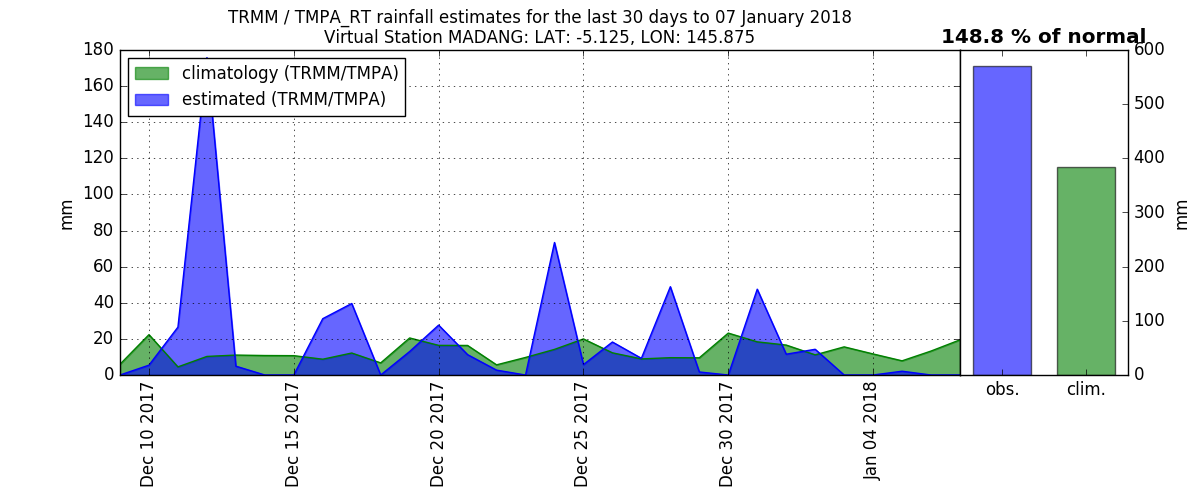 TRMM / TMPA_RT rainfall estimates for the last 30 days to 07 January 2018
Virtual Station MADANG: LAT: -5.125, LON: 145.875
148.8 % of normal
climatology (TRMM/TMPA)
estimated (TRMM/TMPA)
180
160
140
120
100
80
60
40
20
0
mm
Dec 10 2017
Dec 15 2017
Dec 20 2017
Dec 25 2017
Dec 30 2017
Jan 04 2018
600
500
400
300
200
100
0
mm
obs.
clim.